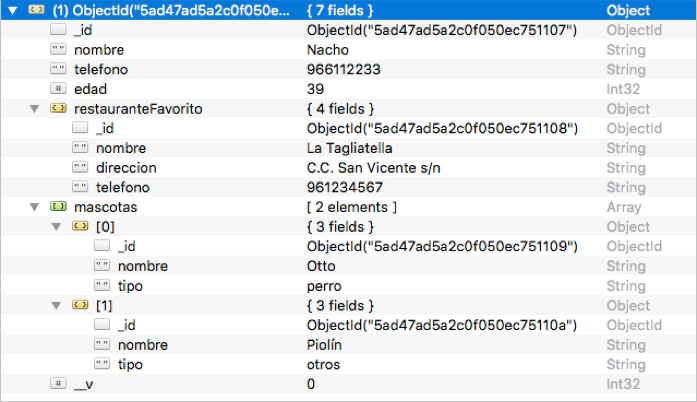 (1) ObjectId("5ad47ad5a2c0f050e... { 7 fields } Object
_id ObjectId("5ad47ad5a2c0f050ec751107") ObjectId
"" nombre Nacho String
"" telefono 966112233 String
# edad 39 Int32
{} restauranteFavorito { 4 fields } Object
_id ObjectId("5ad47ad5a2c0f050ec751108") ObjectId
"" nombre La Tagliatella String
"" direccion C.C. San Vicente s/n String
"" telefono 961234567 String
mascotas [ 2 elements ] Array
{} [0] { 3 fields } Object
_id ObjectId("5ad47ad5a2c0f050ec751109") ObjectId
"" nombre Otto String
"" tipo perro String
{} [1] { 3 fields } Object
_id ObjectId("5ad47ad5a2c0f050ec75110a") ObjectId
"" nombre Piolín String
"" tipo otros String
# __v 0 Int32